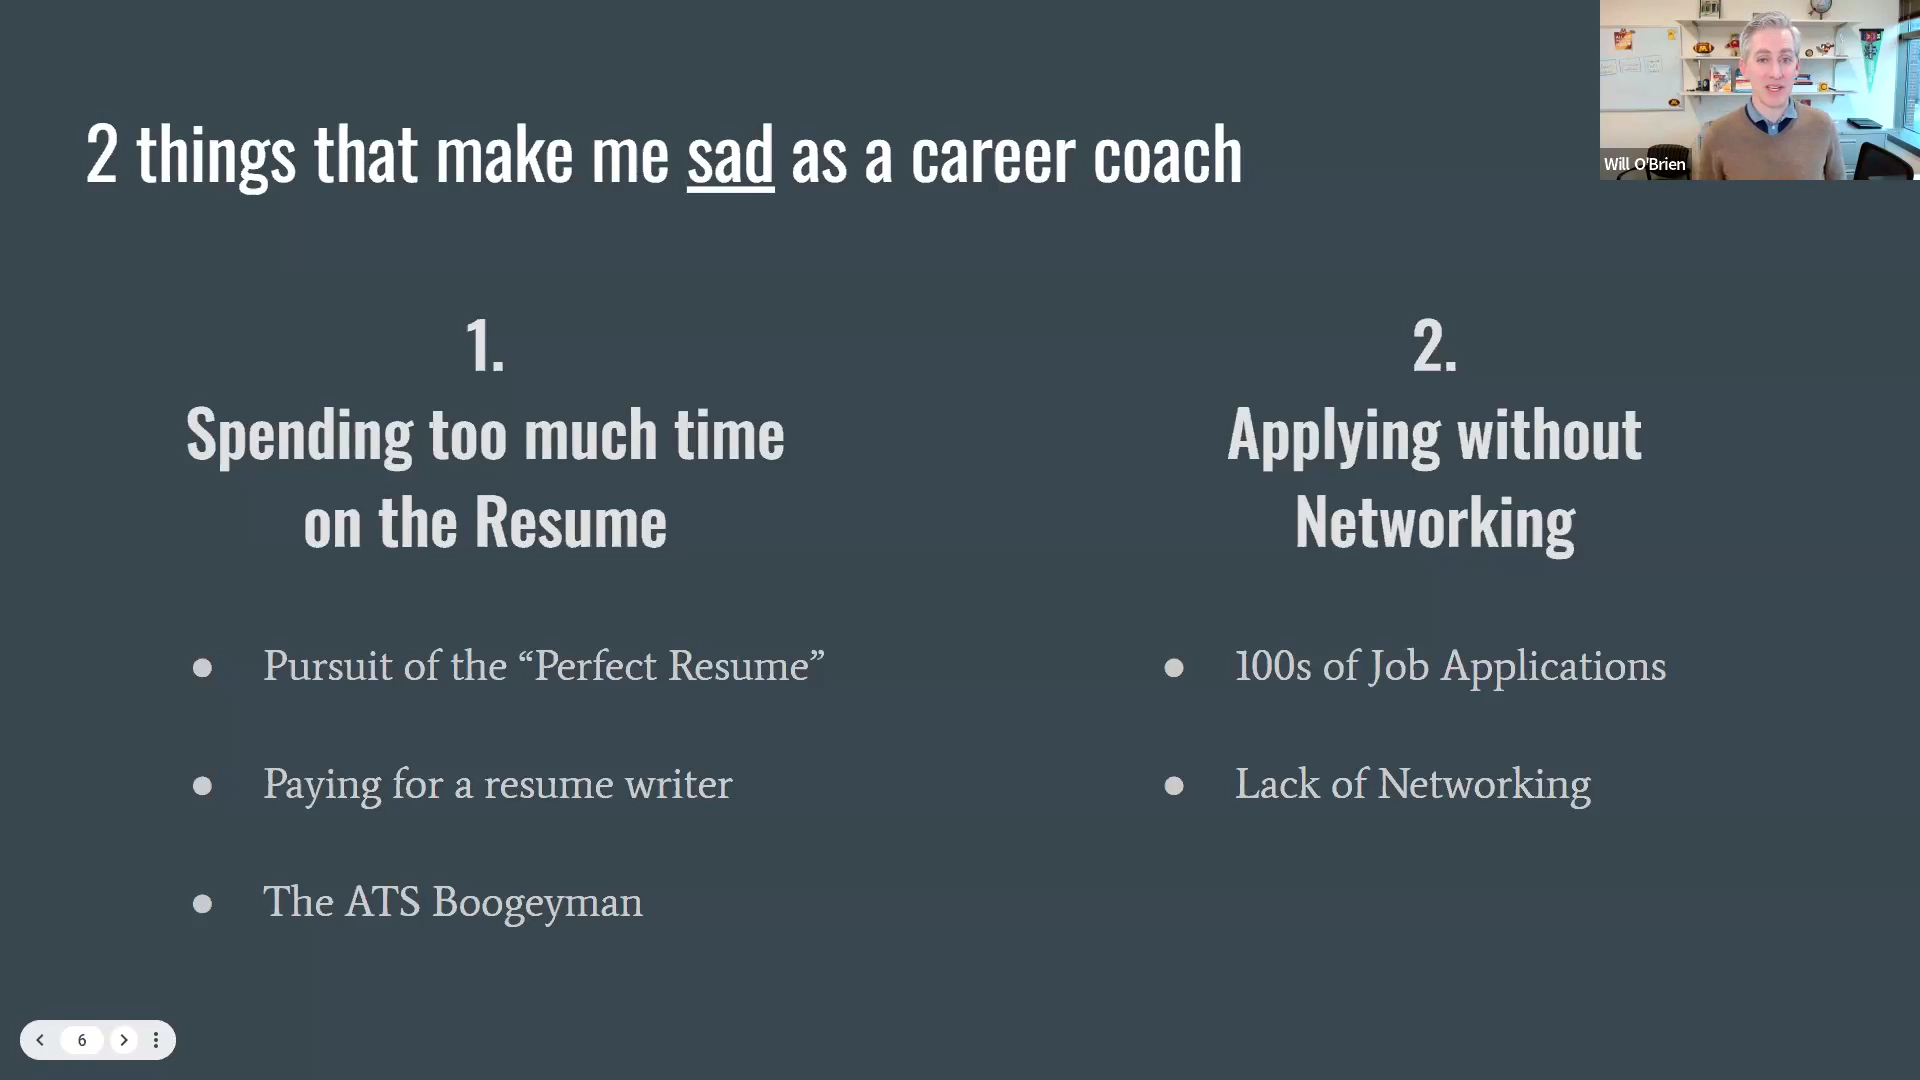 2 things that make me sad as a career coach
Will O'Brien
1.
Spending too much time
on the Resume
● Pursuit of the “Perfect Resume”
● Paying for a resume writer
● The ATS Boogeyman
2.
Applying without
Networking
● 100s of Job Applications
● Lack of Networking
6